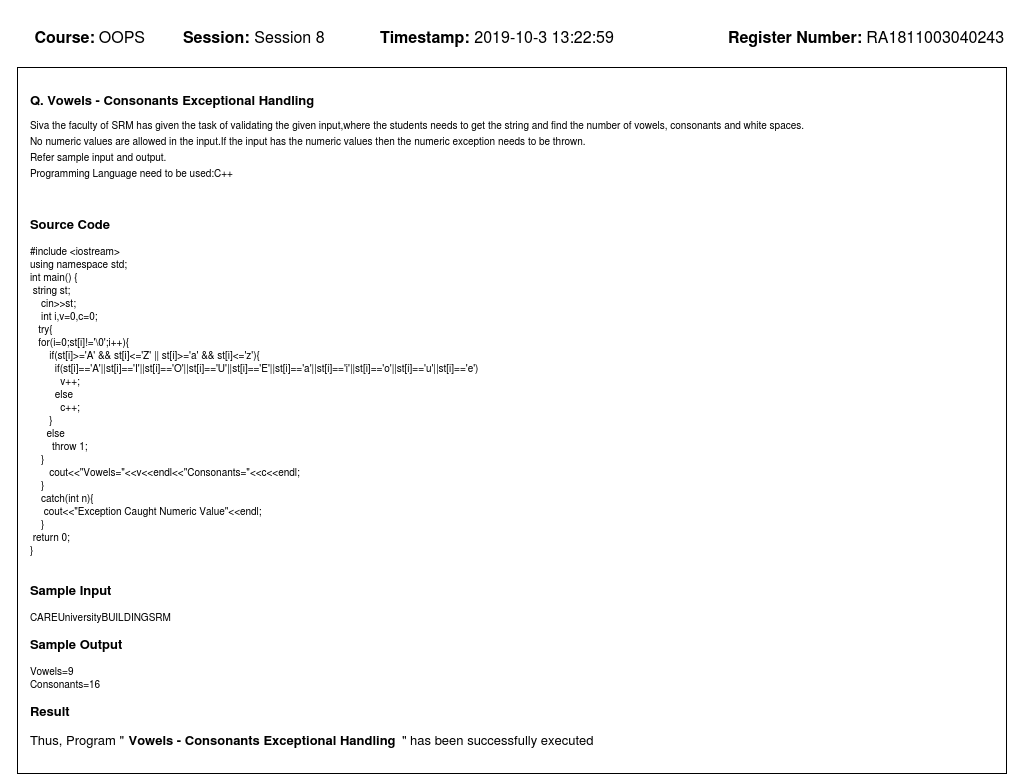 Course: OOPS Session: Session 8 Timestamp: 2019-10-3 13:22:59 Register Number: RA1811003040243
Q. Vowels - Consonants Exceptional Handling
Siva the faculty of SRM has given the task of validating the given input,where the students needs to get the string and find the number of vowels, consonants and white spaces.
No numeric values are allowed in the input.If the input has the numeric values then the numeric exception needs to be thrown.
Refer sample input and output.
Programming Language need to be used:C++
Source Code
#include <iostream>
using namespace std;
int main() {
 string st;
    cin>>st;
    int i,v=0,c=0;
   try{
   for(i=0;st[i]!='\0';i++){
       if(st[i]>='A' && st[i]<='Z' || st[i]>='a' && st[i]<='z'){
         if(st[i]=='A'||st[i]=='I'||st[i]=='O'||st[i]=='U'||st[i]=='E'||st[i]=='a'||st[i]=='i'||st[i]=='o'||st[i]=='u'||st[i]=='e')
           v++;
         else
           c++;
       }
      else
        throw 1;
    }
       cout<<"Vowels="<<v<<endl<<"Consonants="<<c<<endl;
    }
    catch(int n){
     cout<<"Exception Caught Numeric Value"<<endl;
    }
 return 0;
}
Sample Input
CAREUniversityBUILDINGSRM
Sample Output
Vowels=9
Consonants=16
Result
Thus, Program " Vowels - Consonants Exceptional Handling " has been successfully executed